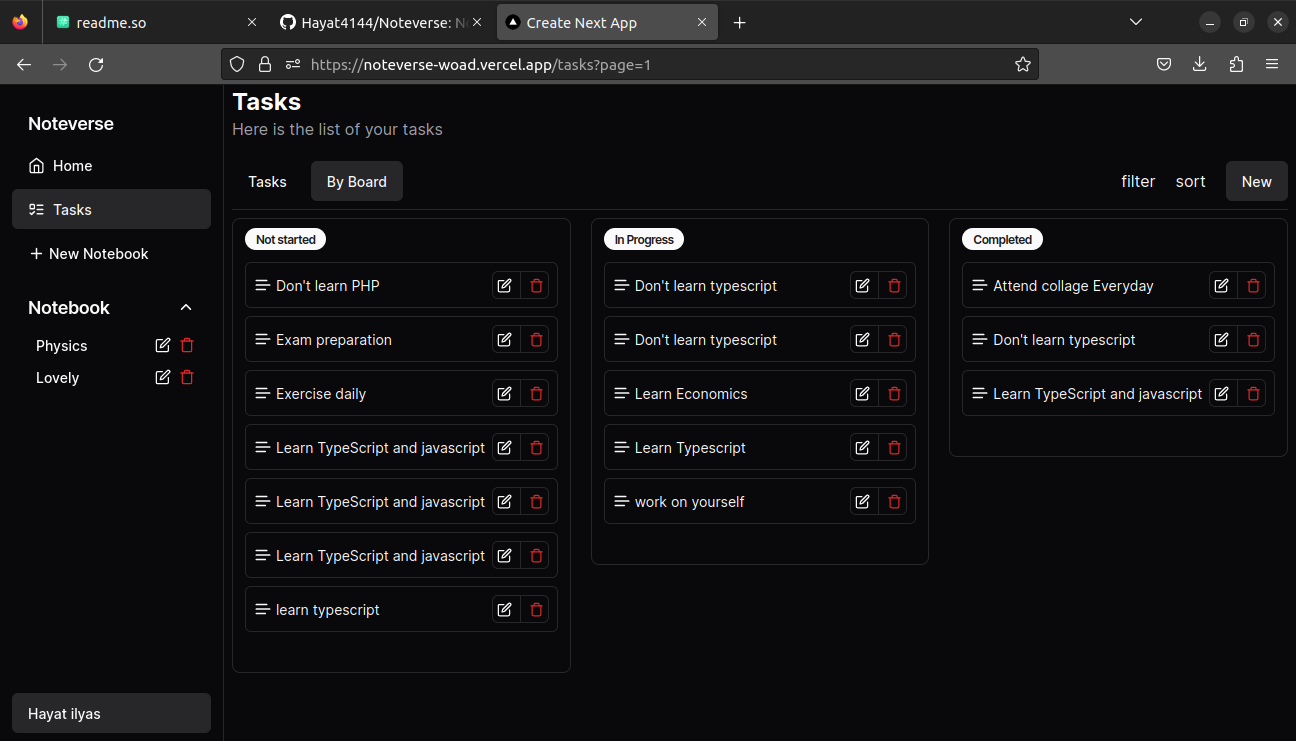 readme.so
Hayat4144/Noteverse: N
Create Next App
https://noteverse-woad.vercel.app/tasks?page=1
Noteverse
Home
Tasks
New Notebook
Notebook
Physics
Lovely
Hayat ilyas
Tasks
Here is the list of your tasks
Tasks
By Board
filter
sort
New
Not started
Don't learn PHP
Exam preparation
Exercise daily
Learn TypeScript and javascript
Learn TypeScript and javascript
Learn TypeScript and javascript
learn typescript
In Progress
Don't learn typescript
Don't learn typescript
Learn Economics
Learn Typescript
work on yourself
Completed
Attend collage Everyday
Don't learn typescript
Learn TypeScript and javascript